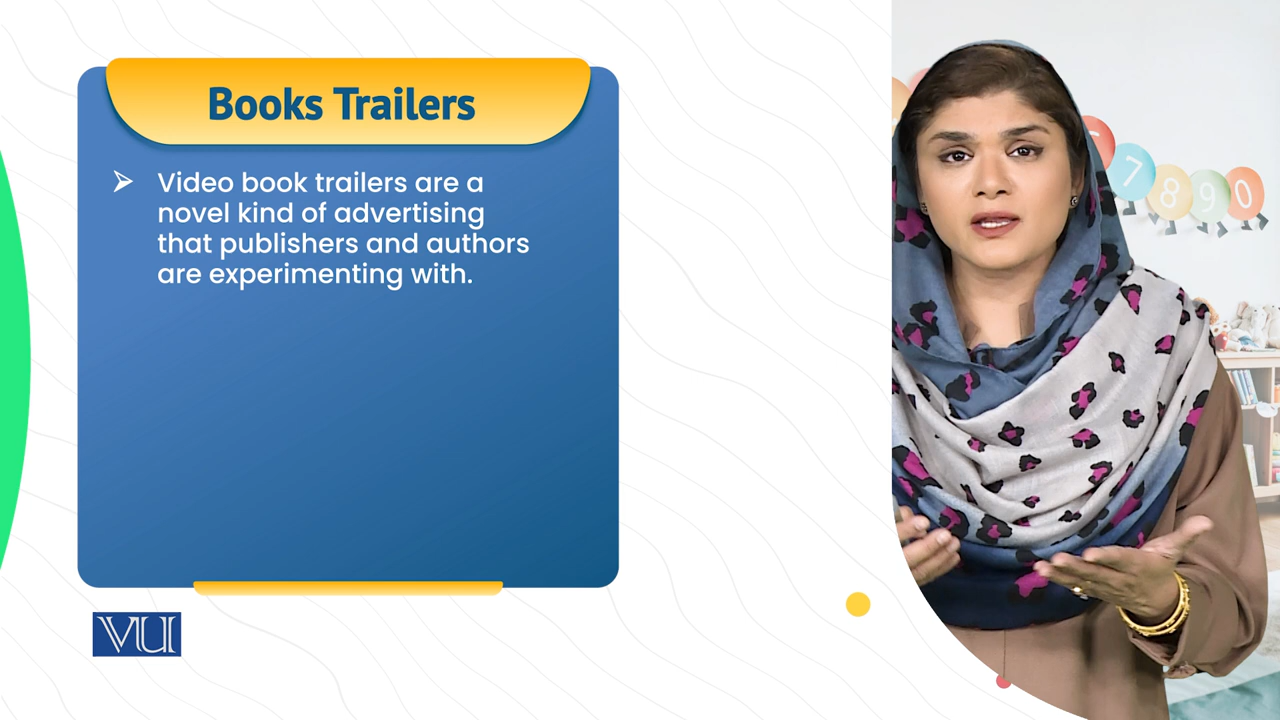 Books Trailers
Video book trailers are a
novel kind of advertising
that publishers and authors
are experimenting with.
VU
7890